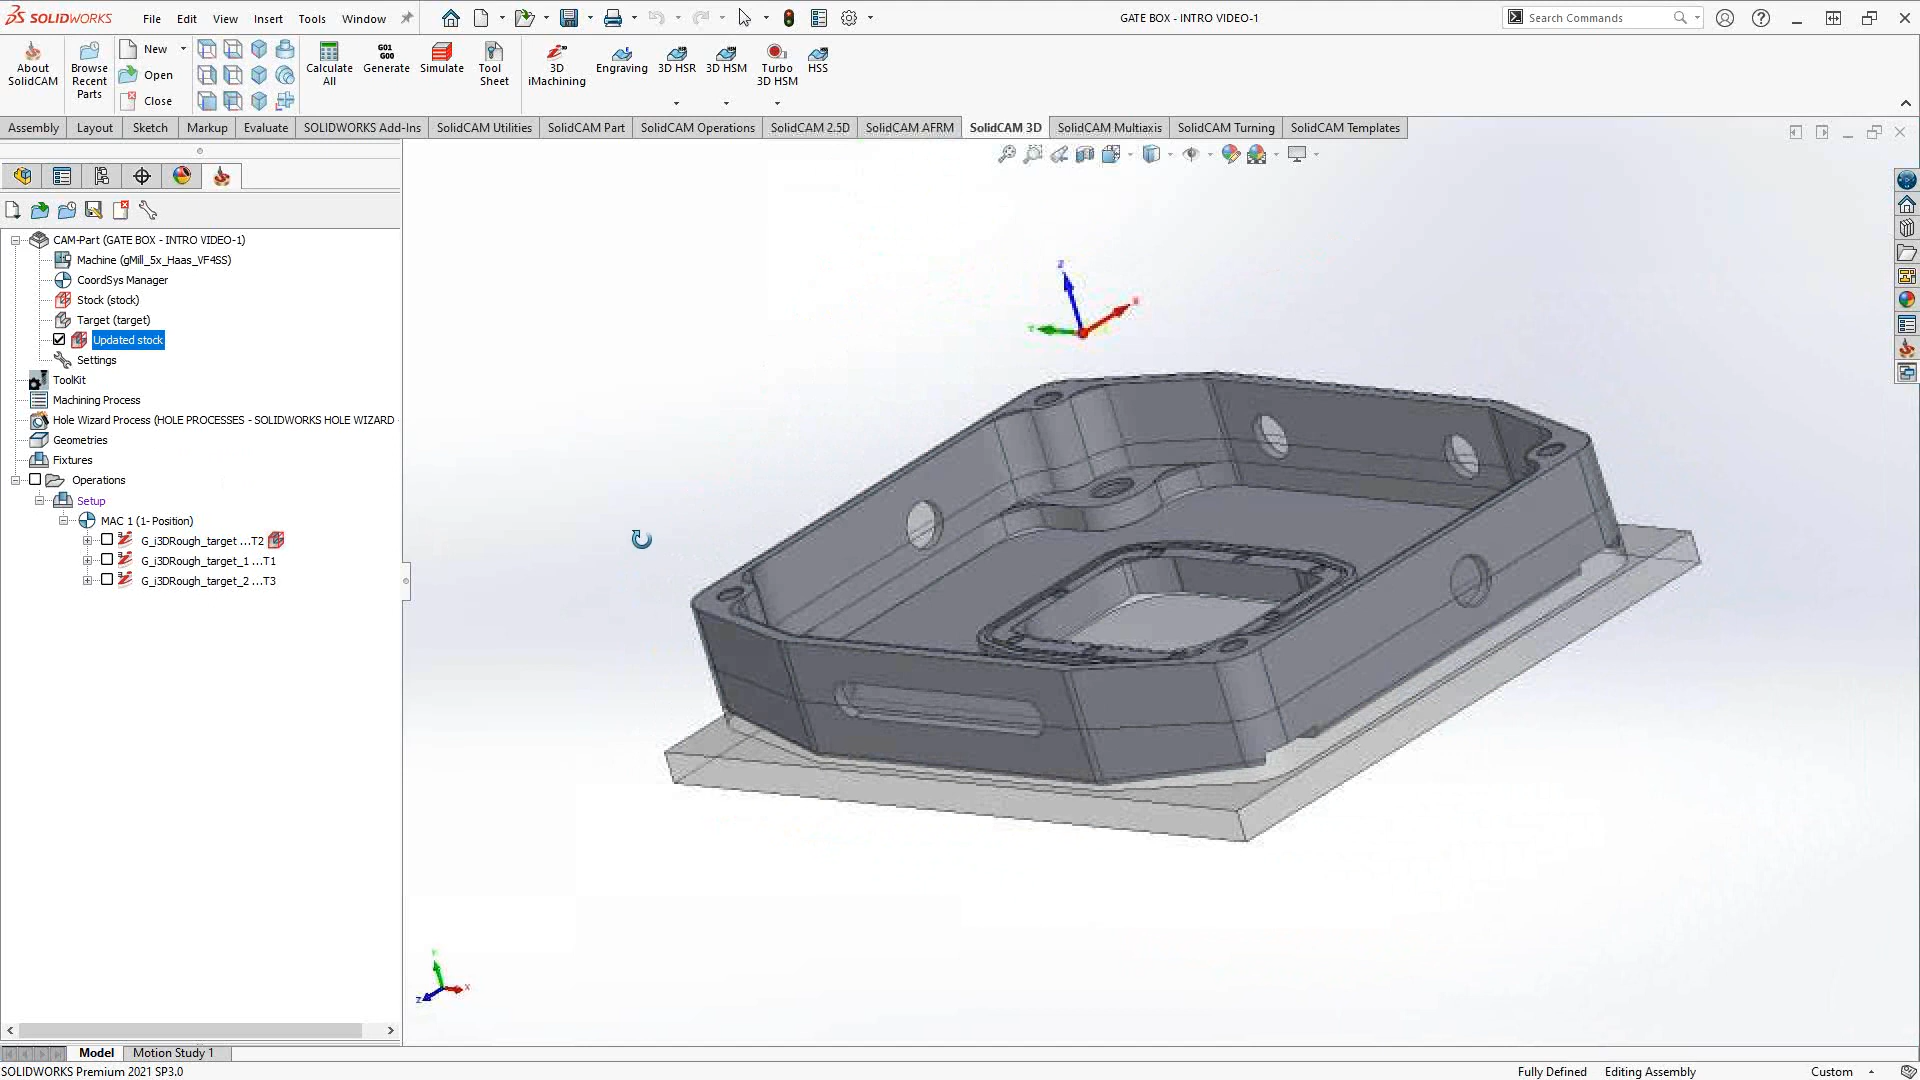 SOLIDWORKS File Edit View Insert Tools Window
GATE BOX - INTRO VIDEO-1
Search Commands
About SolidCAM
Browse Recent Parts
New
Open
Close
Calculate All
G01 G00
Generate
Simulate
Tool Sheet
3D iMachining
Engraving
3D HSR
3D HSM
Turbo 3D HSM
HSS
Assembly Layout Sketch Markup Evaluate SOLIDWORKS Add-Ins SolidCAM Utilities SolidCAM Part SolidCAM Operations SolidCAM 2.5D SolidCAM AFRM SolidCAM 3D SolidCAM Multiaxis SolidCAM Turning SolidCAM Templates
CAM-Part (GATE BOX - INTRO VIDEO-1)
Machine (gMill_5x_Haas_VF4SS)
CoordSys Manager
Stock (stock)
Target (target)
Updated stock
Settings
ToolKit
Machining Process
Hole Wizard Process (HOLE PROCESSES - SOLIDWORKS HOLE WIZARD -
Geometries
Fixtures
Operations
Setup
MAC 1 (1- Position)
G_i3DRough_target ...T2
G_i3DRough_target_1 ...T1
G_i3DRough_target_2 ...T3
Z
X
Y
Y
X
Z
Model Motion Study 1
SOLIDWORKS Premium 2021 SP3.0
Fully Defined Editing Assembly Custom